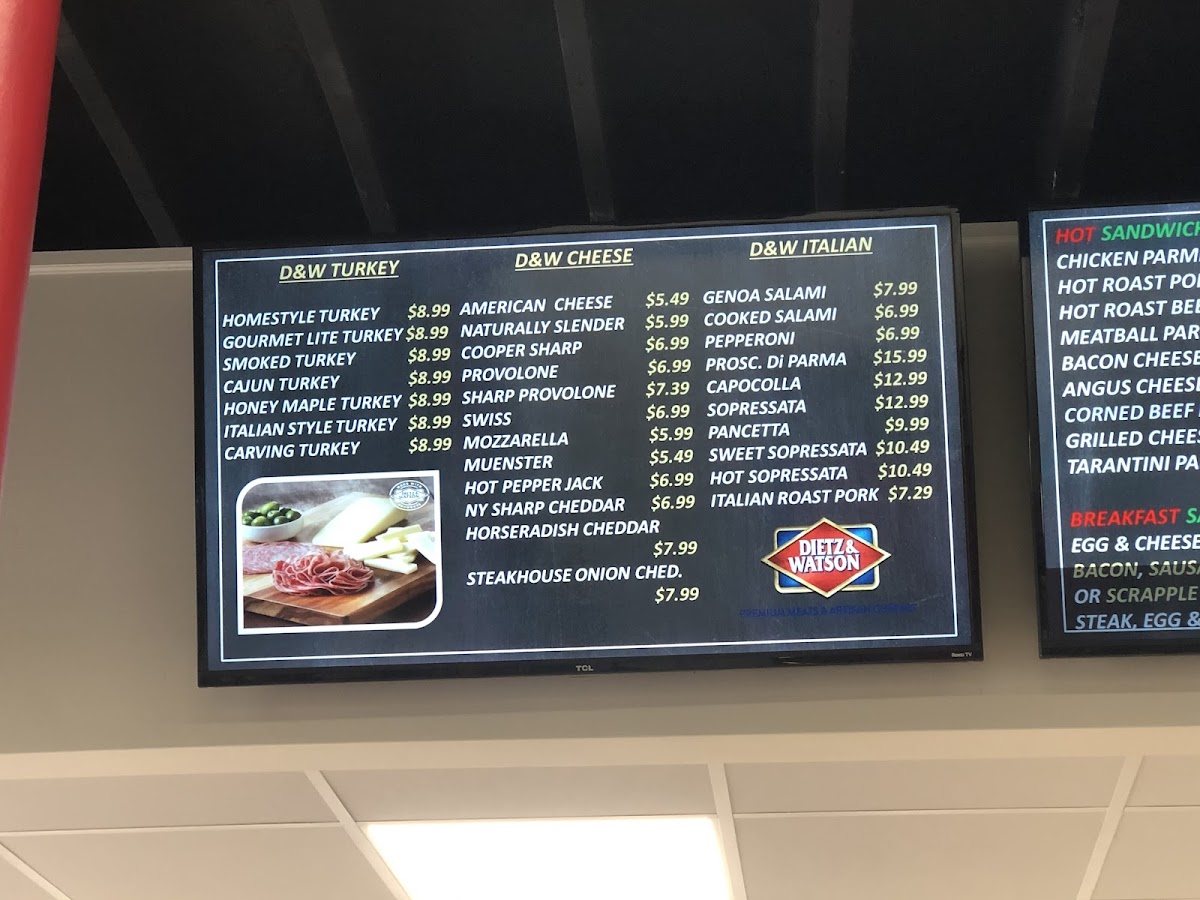 D&W TURKEY
HOMESTYLE TURKEY $8.99
GOURMET LITE TURKEY $8.99
SMOKED TURKEY $8.99
CAJUN TURKEY $8.99
HONEY MAPLE TURKEY $8.99
ITALIAN STYLE TURKEY $8.99
CARVING TURKEY $8.99
D&W CHEESE
AMERICAN CHEESE $5.49
NATURALLY SLENDER $5.99
COOPER SHARP $6.99
PROVOLONE $6.99
SHARP PROVOLONE $7.39
SWISS $6.99
MOZZARELLA $5.99
MUENSTER $5.49
HOT PEPPER JACK $6.99
NY SHARP CHEDDAR $6.99
HORSERADISH CHEDDAR
$7.99
STEAKHOUSE ONION CHED.
$7.99
D&W ITALIAN
GENOA SALAMI $7.99
COOKED SALAMI $6.99
PEPPERONI $6.99
PROSC. Di PARMA $15.99
CAPOCOLLA $12.99
SOPRESSATA $12.99
PANCETTA $9.99
SWEET SOPRESSATA $10.49
HOT SOPRESSATA $10.49
ITALIAN ROAST PORK $7.29
DIETZ &
WATSON
PREMIUM MEATS & ARTISAN CHEESES
TCL
Roku TV
HOT SANDWICH
CHICKEN PARM
HOT ROAST PO
HOT ROAST BE
MEATBALL PAR
BACON CHEESE
ANGUS CHEES
CORNED BEEF
GRILLED CHEE
TARANTINI PA
BREAKFAST SA
EGG & CHEESE
BACON, SAUSA
OR SCRAPPLE
STEAK, EGG &